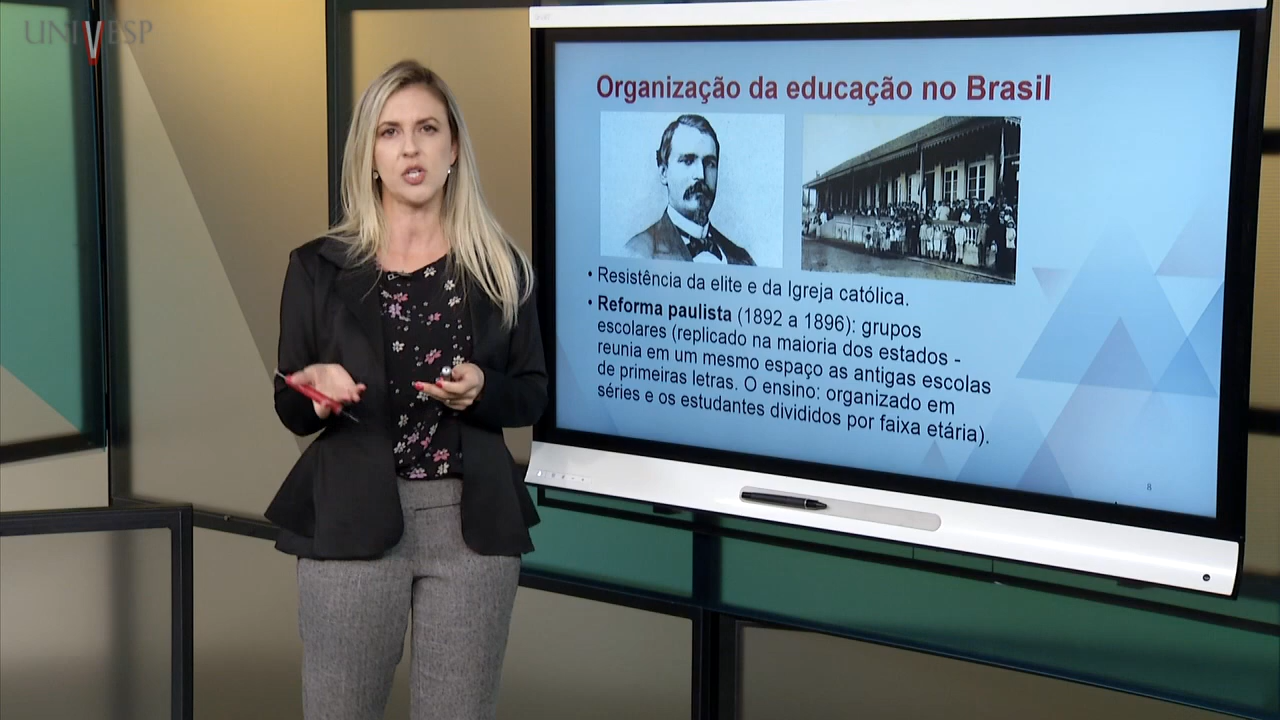 UNIVESP
Organização da educação no Brasil
• Resistência da elite e da Igreja católica.
• Reforma paulista (1892 a 1896): grupos
escolares (replicado na maioria dos estados -
reunia em um mesmo espaço as antigas escolas
de primeiras letras. O ensino: organizado em
séries e os estudantes divididos por faixa etária).
8